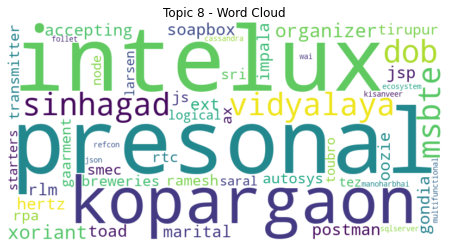 Topic 8 - Word Cloud
follet
cassandra
accepting
soapbox
organizer
tirupur
transmitter
node
intelux
larsen
sri
impala
wai
dob
jsp
ecosystem
kisanveer
sinhagad
js
ext
logical
ax
vidyalaya
msbte
starters
gaarment
presonal
rtc
toubro
oozie
gondia
multifunctional
smec
rlm
breweries
ramesh
saral
autosys
te
manoharbhai
hertz
rpa
json
refcon
kopargaon
xoriant
toad
marital
postman
sqlserver